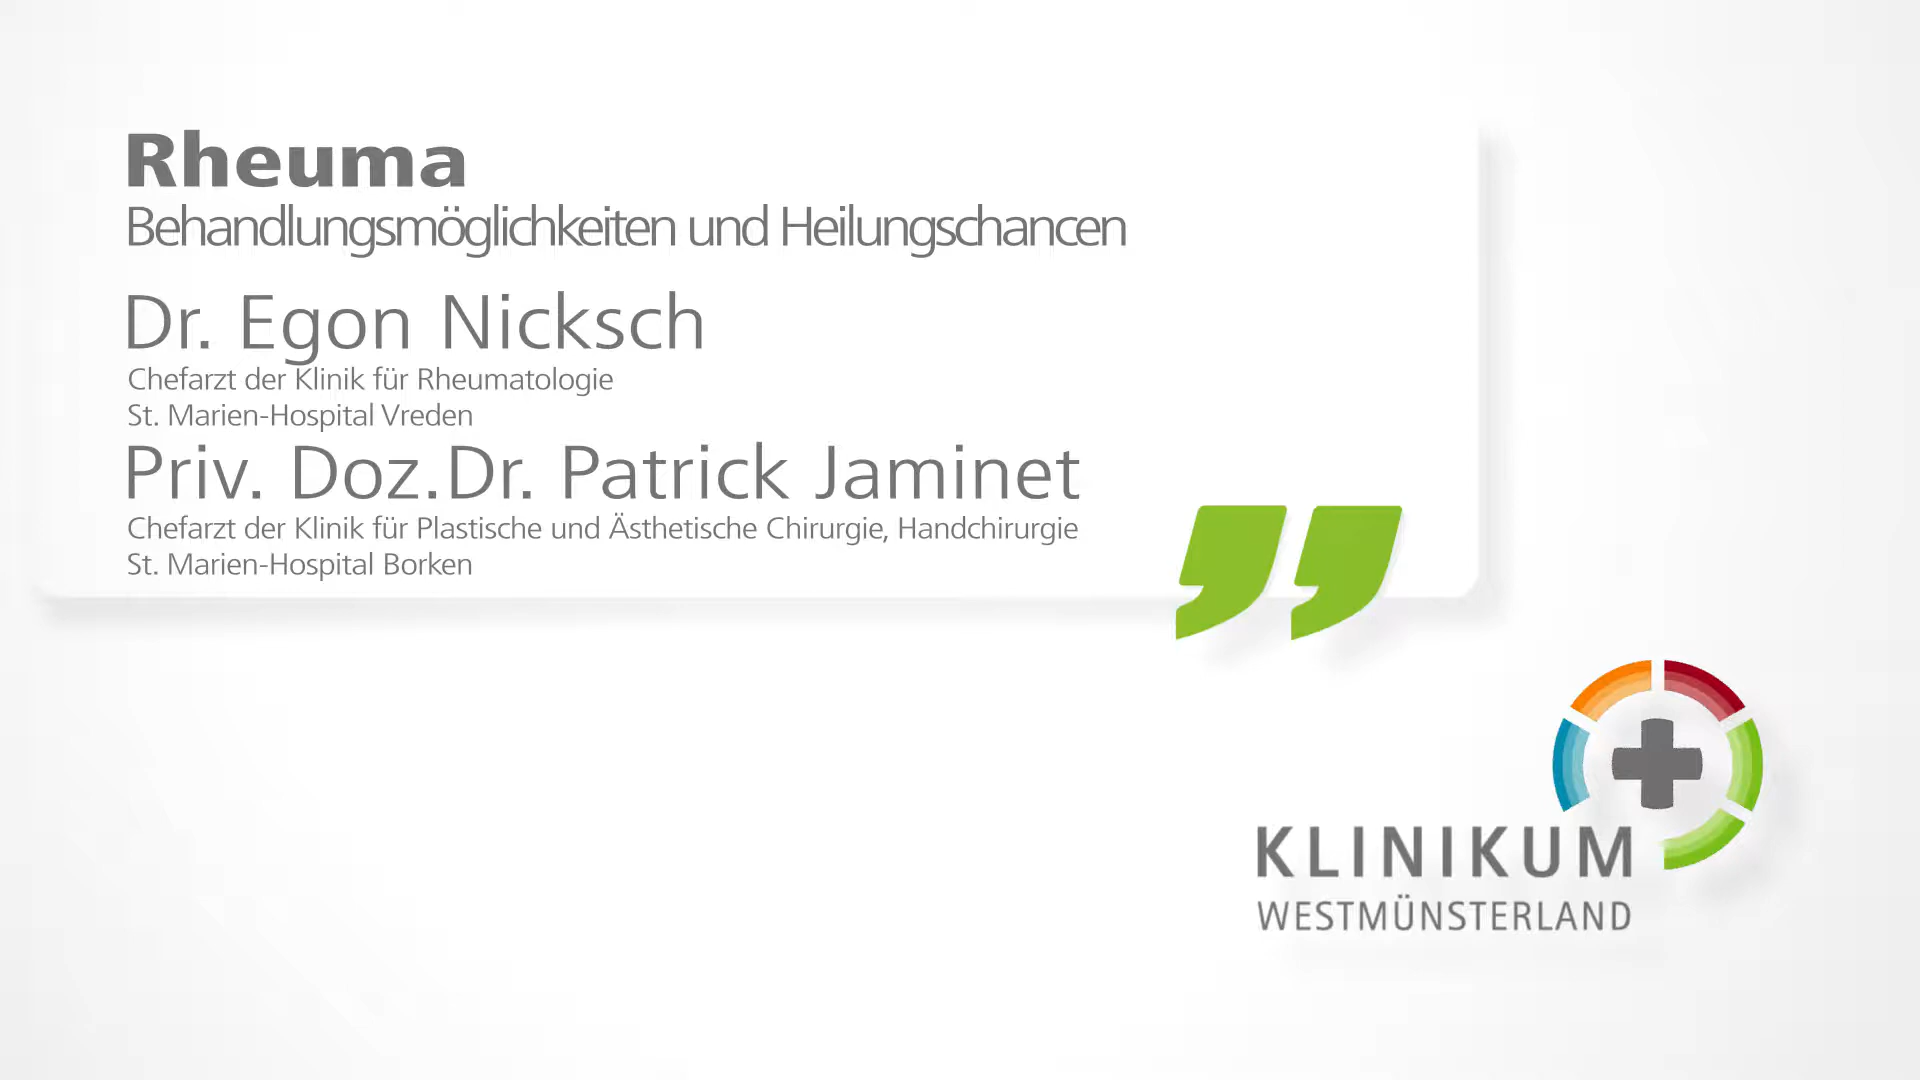 Rheuma
Behandlungsmöglichkeiten und Heilungschancen
Dr. Egon Nicksch
Chefarzt der Klinik für Rheumatologie
St. Marien-Hospital Vreden
Priv. Doz.Dr. Patrick Jaminet
Chefarzt der Klinik für Plastische und Ästhetische Chirurgie, Handchirurgie
St. Marien-Hospital Borken
KLINIKUM
WESTMÜNSTERLAND